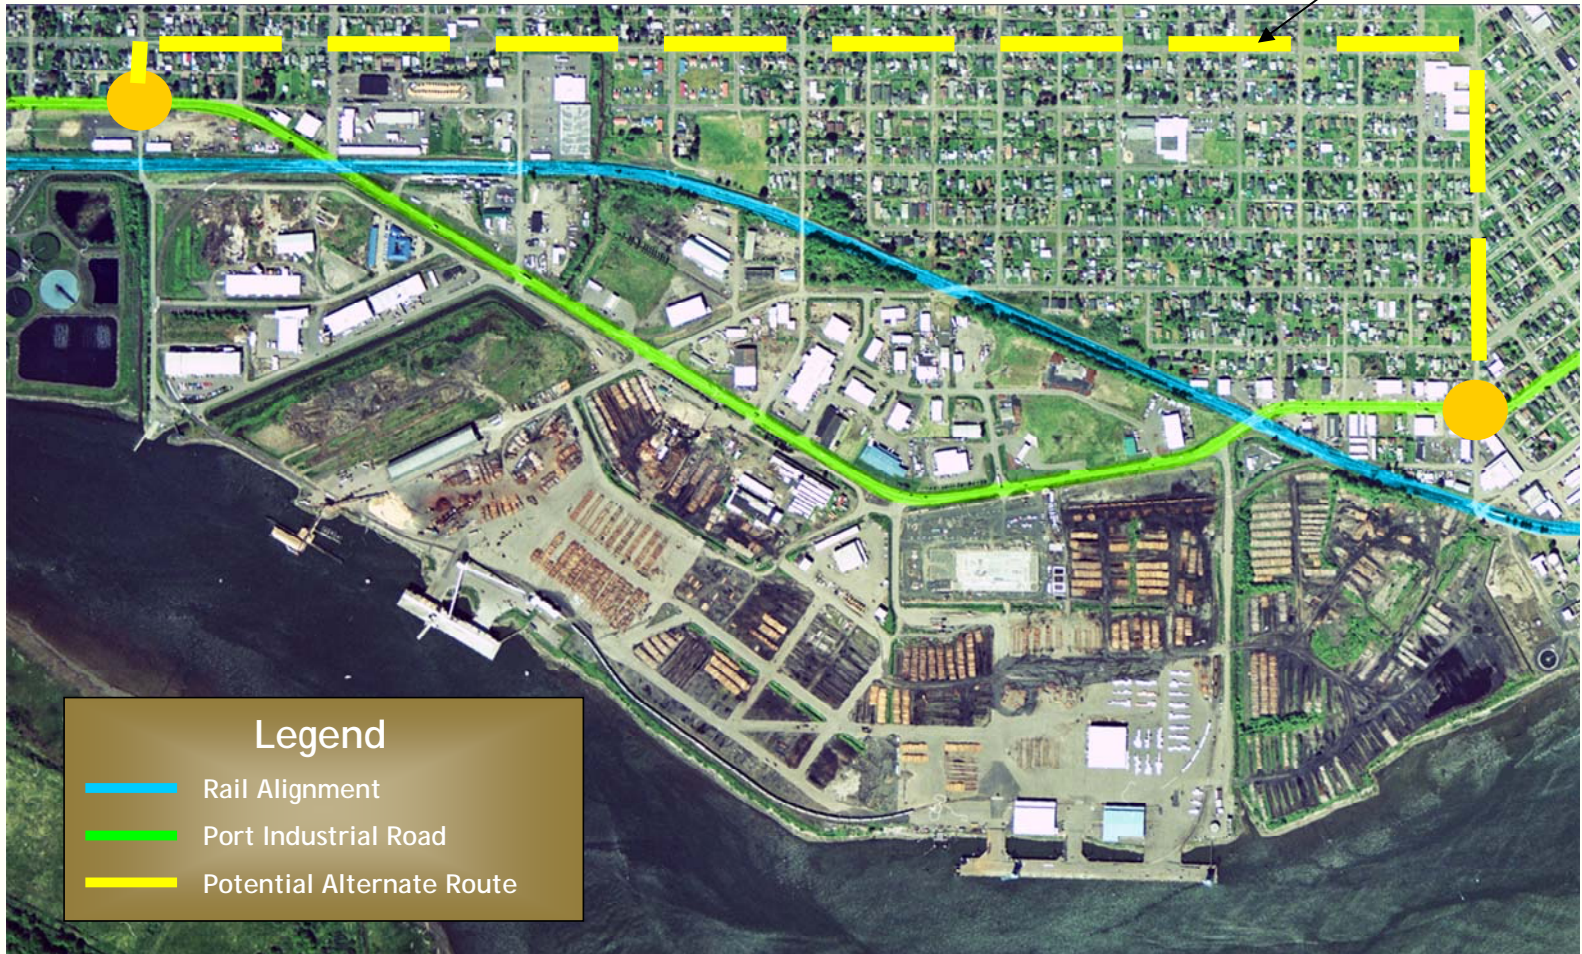 Legend
Rail Alignment
Port Industrial Road
Potential Alternate Route